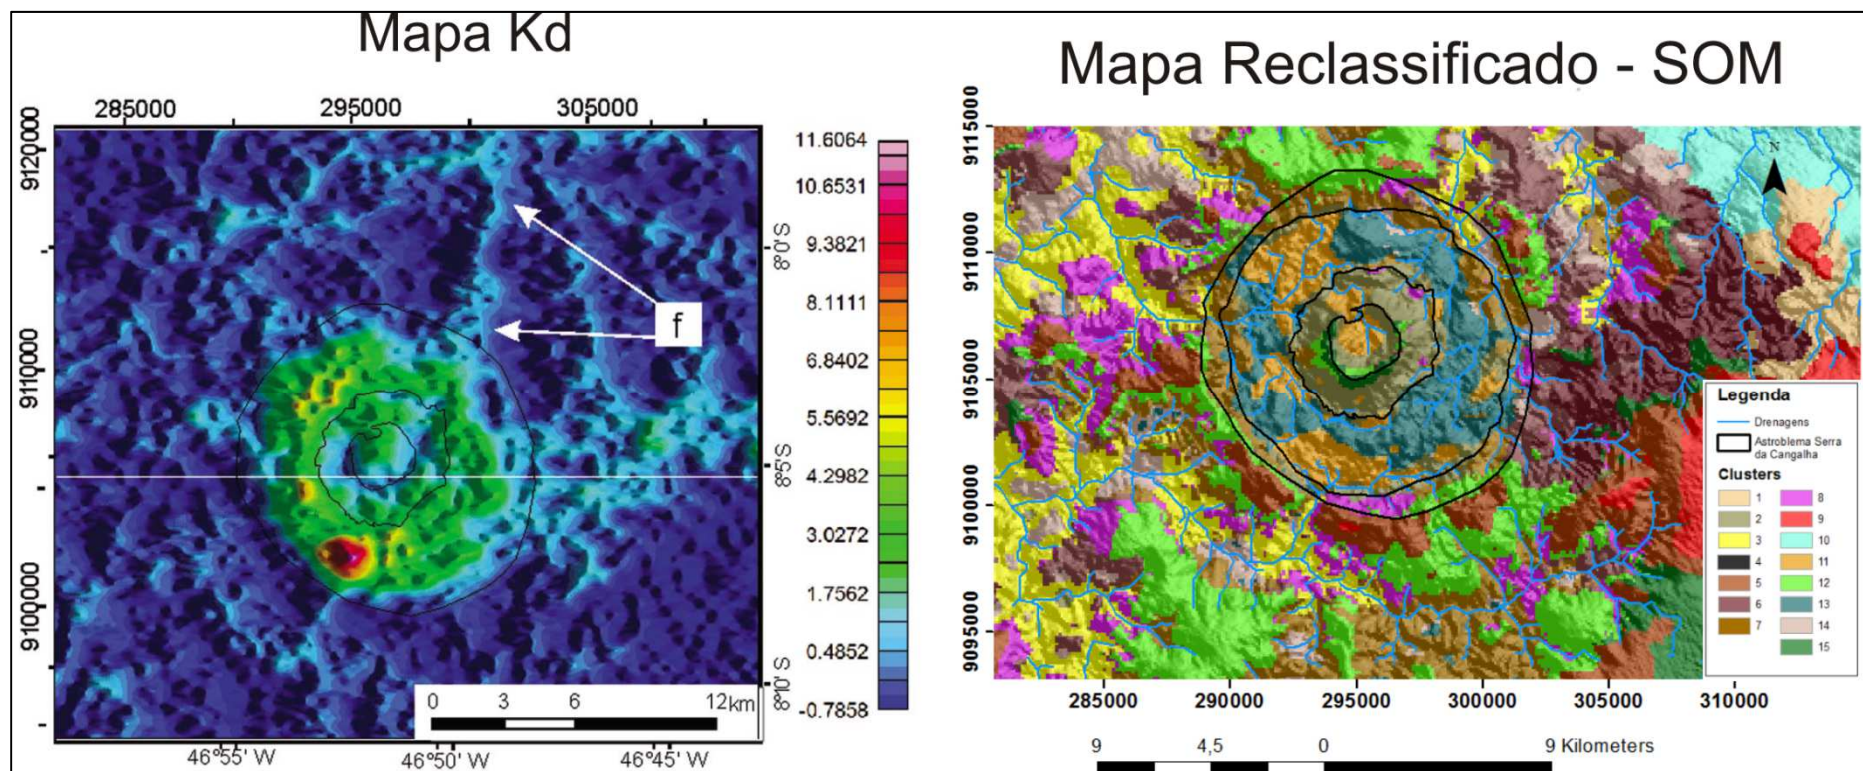 Mapa Kd
285000
295000
305000
9120000
9110000
9100000
f
8°0'S
8°5'S
8°10'S
46°55' W
46°50' W
46°45' W
0
3
6
12km
11.6064
10.6531
9.3821
8.1111
6.8402
5.5692
4.2982
3.0272
1.7562
0.4852
-0.7858
Mapa Reclassificado - SOM
9115000
9110000
9105000
9100000
9095000
N
Legenda
Drenagens
Astroblema Serra
da Cangalha
Clusters
1 8
2 9
3 10
4 11
5 12
6 13
7 14
15
285000
290000
295000
300000
305000
310000
9
4,5
0
9 Kilometers